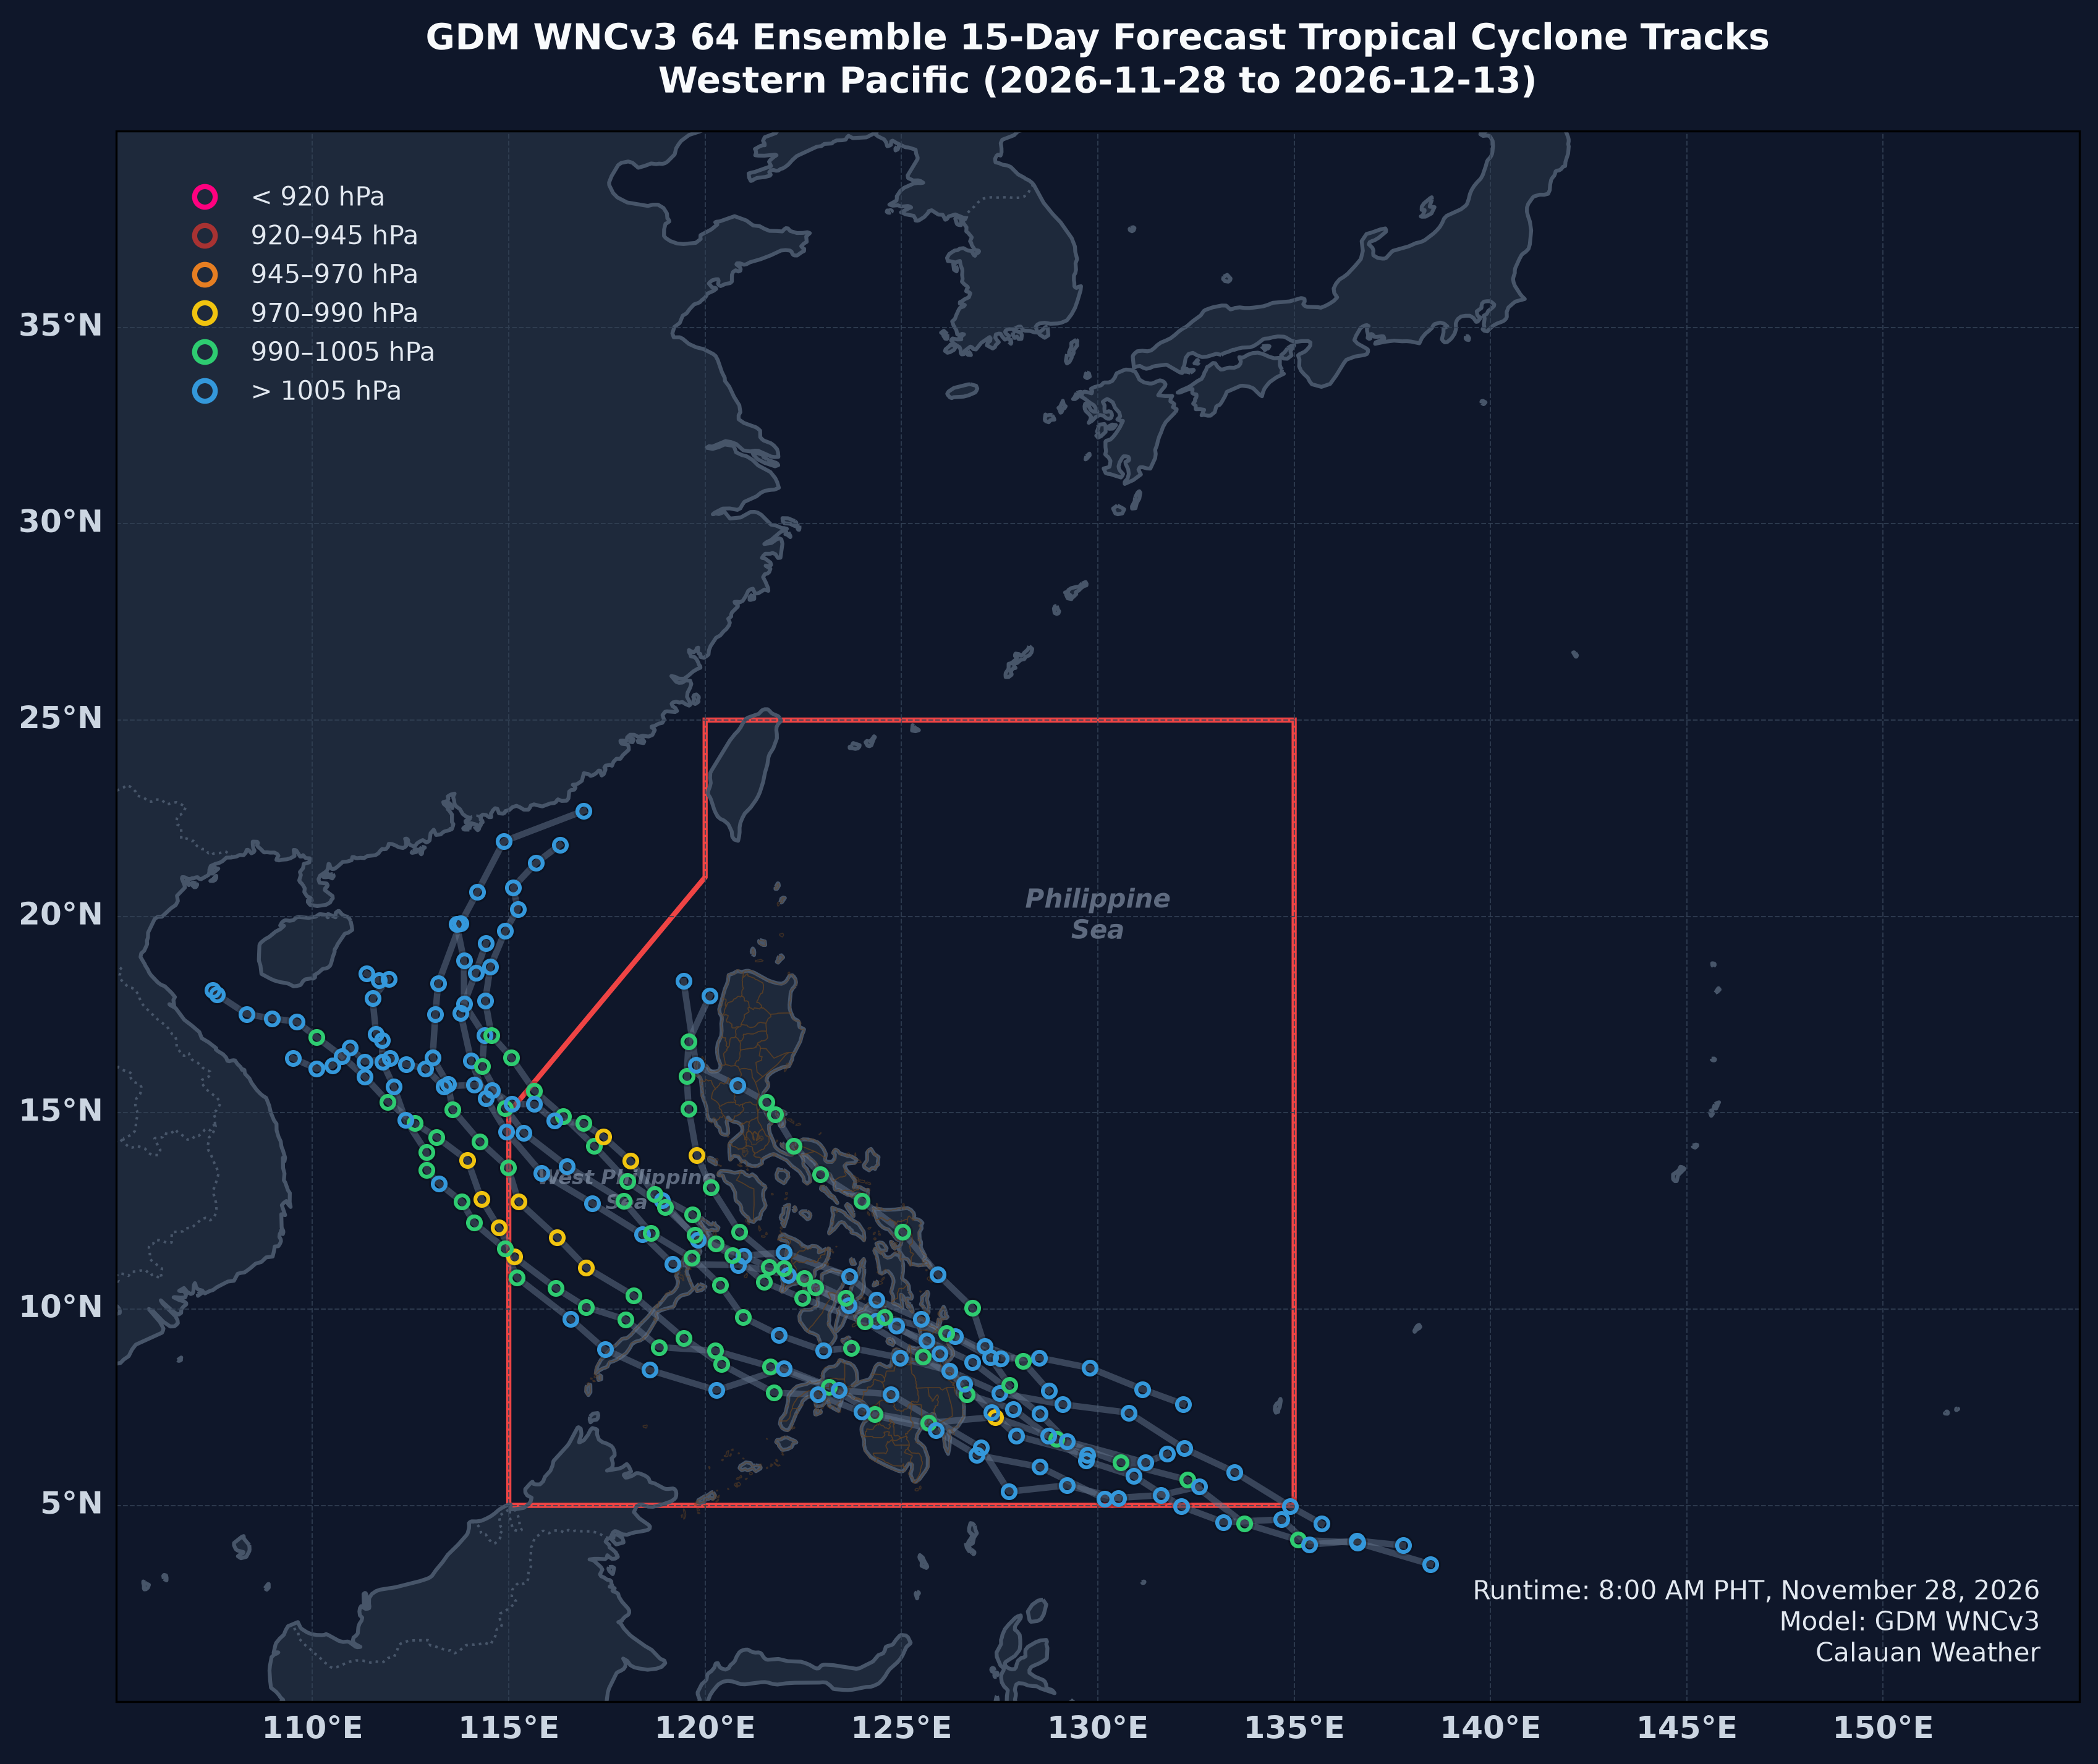 GDM WNCv3 64 Ensemble 15-Day Forecast Tropical Cyclone Tracks
Western Pacific (2026-11-28 to 2026-12-13)
< 920 hPa
920–945 hPa
945–970 hPa
970–990 hPa
990–1005 hPa
> 1005 hPa
35°N
30°N
25°N
20°N
15°N
10°N
5°N
Philippine
Sea
West Philippine
Sea
Runtime: 8:00 AM PHT, November 28, 2026
Model: GDM WNCv3
Calauan Weather
110°E
115°E
120°E
125°E
130°E
135°E
140°E
145°E
150°E